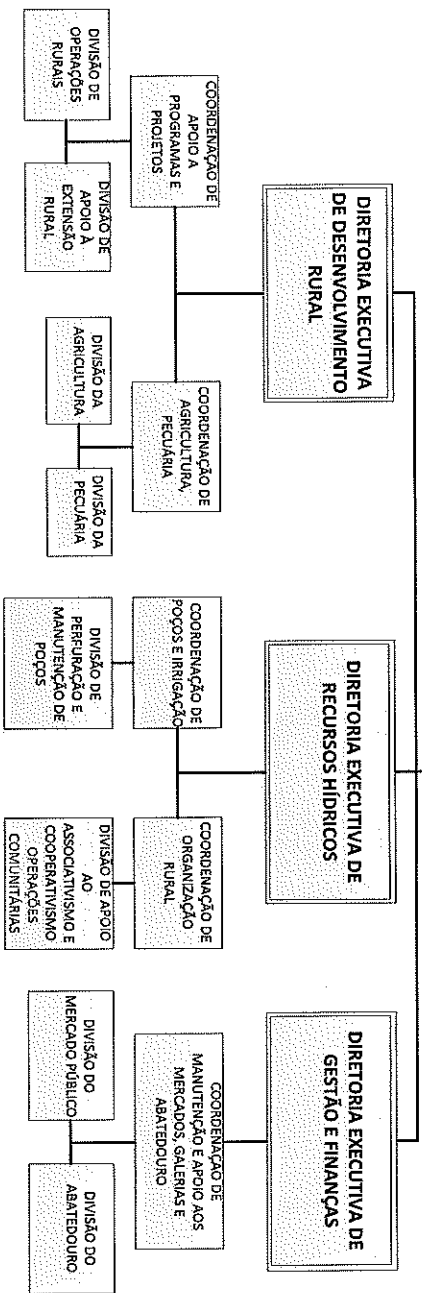 DIRETORIA EXECUTIVA
DE DESENVOLVIMENTO
RURAL
COORDENAÇÃO DE
APOIO A
PROGRAMAS E
PROJETOS
DIVISÃO DE
OPERAÇÕES
RURAIS
DIVISÃO DE
APOIO À
EXTENSÃO
RURAL
COORDENAÇÃO DE
AGRICULTURA,
PECUÁRIA
DIVISÃO DA
AGRICULTURA
DIVISÃO DA
PECUÁRIA
DIRETORIA EXECUTIVA DE
RECURSOS HÍDRICOS
COORDENAÇÃO DE
POÇOS E IRRIGAÇÃO
DIVISÃO DE
PERFURAÇÃO E
MANUTENÇÃO DE
POÇOS
COORDENAÇÃO DE
ORGANIZAÇÃO
RURAL
DIVISÃO DE APOIO
AO
ASSOCIATIVISMO E
COOPERATIVISMO
OPERAÇÕES
COMUNITÁRIAS
DIRETORIA EXECUTIVA DE
GESTÃO E FINANÇAS
COORDENAÇÃO DE
MANUTENÇÃO E APOIO AOS
MERCADOS, GALERIAS E
ABATEDOURO
DIVISÃO DO
MERCADO PÚBLICO
DIVISÃO DO
ABATEDOURO